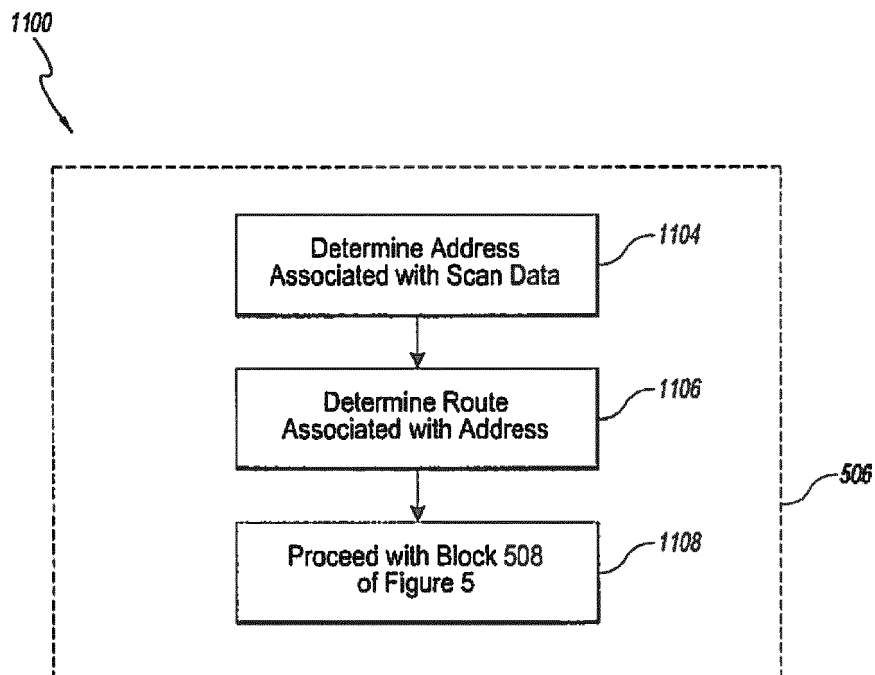 1100
Determine Address
Associated with Scan Data
1104
Determine Route
Associated with Address
1106
506
Proceed with Block 508
of Figure 5
1108